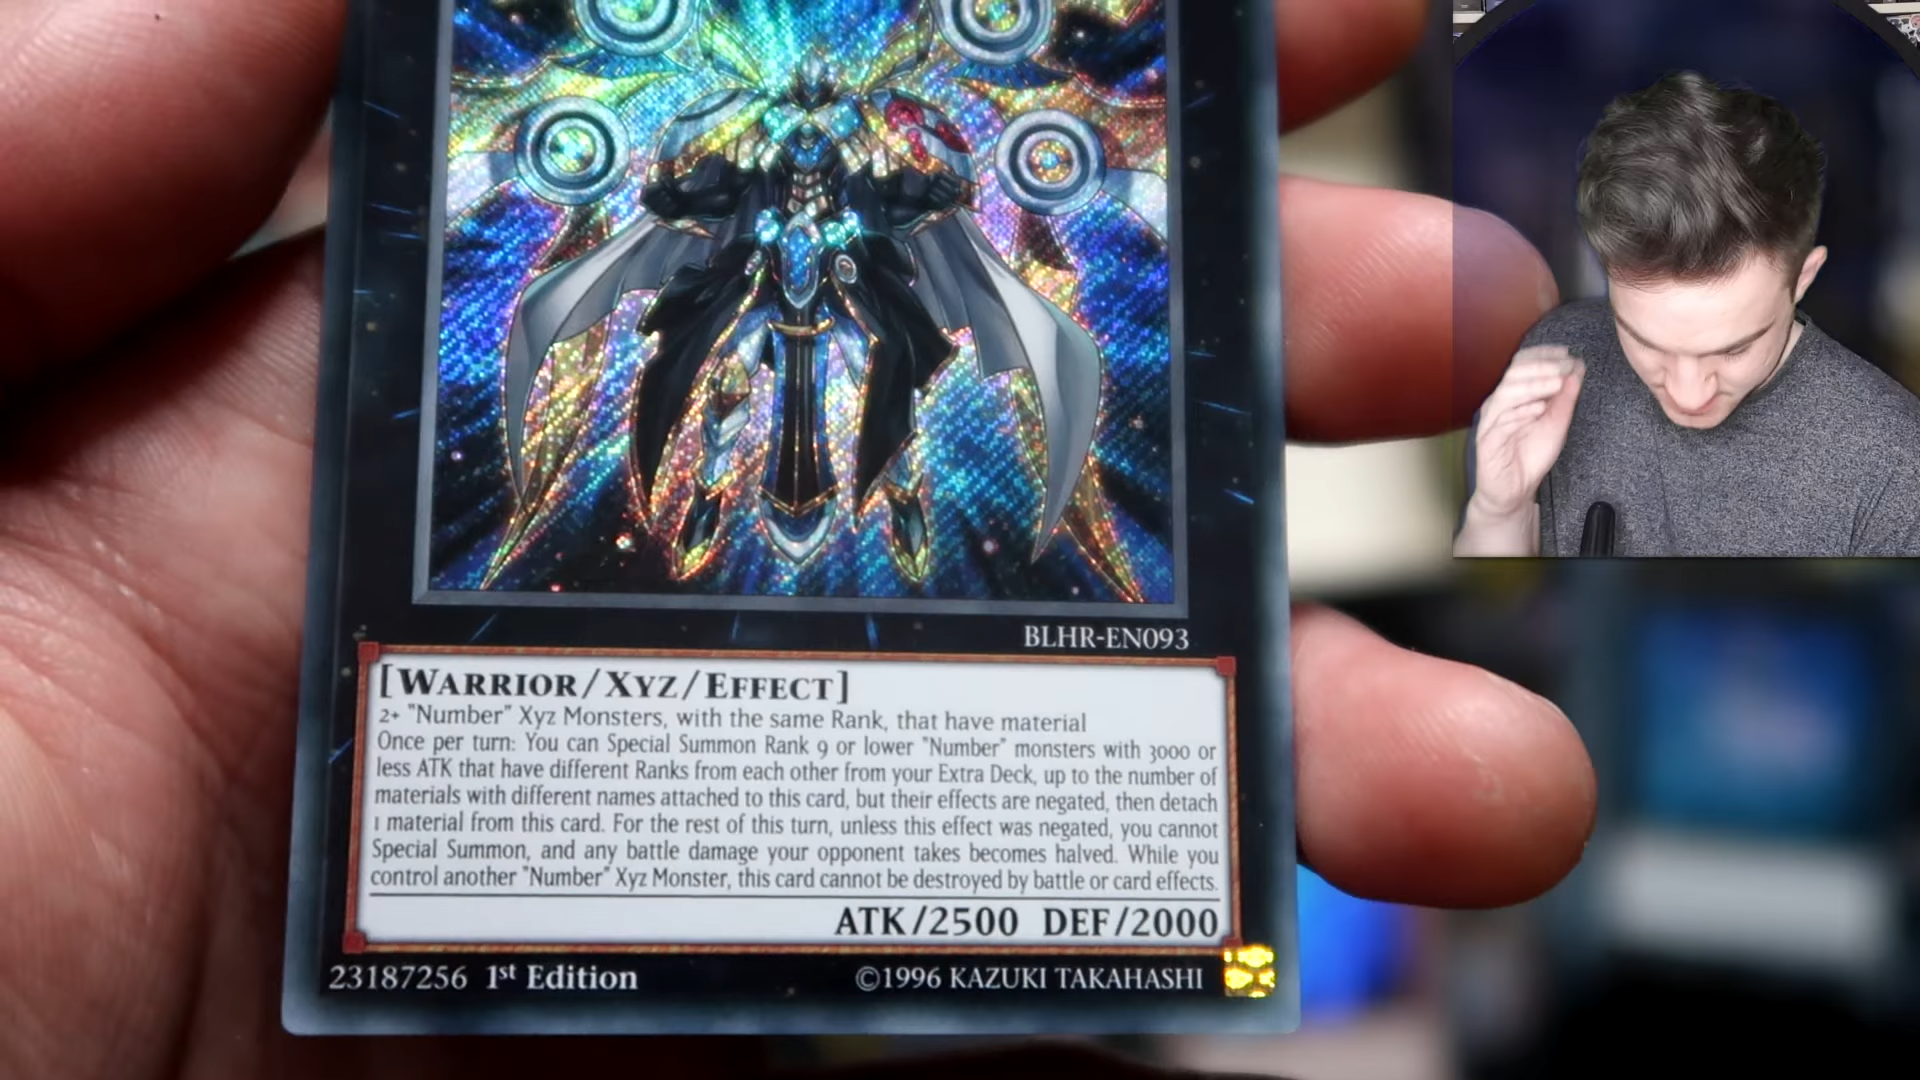 BLHR-EN093
[WARRIOR/XYZ/EFFECT]
2+ "Number" Xyz Monsters, with the same Rank, that have material
Once per turn: You can Special Summon Rank 9 or lower "Number" monsters with 3000 or
less ATK that have different Ranks from each other from your Extra Deck, up to the number of
materials with different names attached to this card, but their effects are negated, then detach
1 material from this card. For the rest of this turn, unless this effect was negated, you cannot
Special Summon, and any battle damage your opponent takes becomes halved. While you
control another "Number" Xyz Monster, this card cannot be destroyed by battle or card effects.
ATK/2500 DEF/2000
23187256 1st Edition ©1996 KAZUKI TAKAHASHI